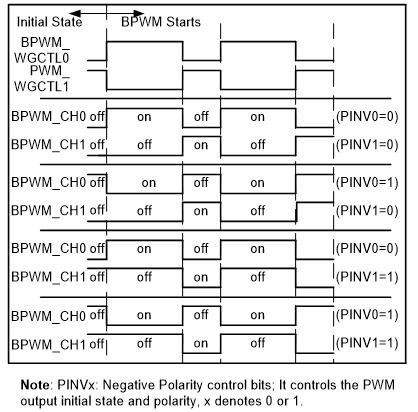 Initial State BPWM Starts
BPWM_
WGCTL0
PWM_
WGCTL1
BPWM_CH0 off on off on (PINV0=0)
BPWM_CH1 off off on off (PINV1=0)
BPWM_CH0 off on off on (PINV0=1)
BPWM_CH1 off off on off (PINV1=0)
BPWM_CH0 off on off on (PINV0=0)
BPWM_CH1 off off on off (PINV1=1)
BPWM_CH0 off on off on (PINV0=1)
BPWM_CH1 off off on off (PINV1=1)
Note: PINVx: Negative Polarity control bits; It controls the PWM
output initial state and polarity, x denotes 0 or 1.